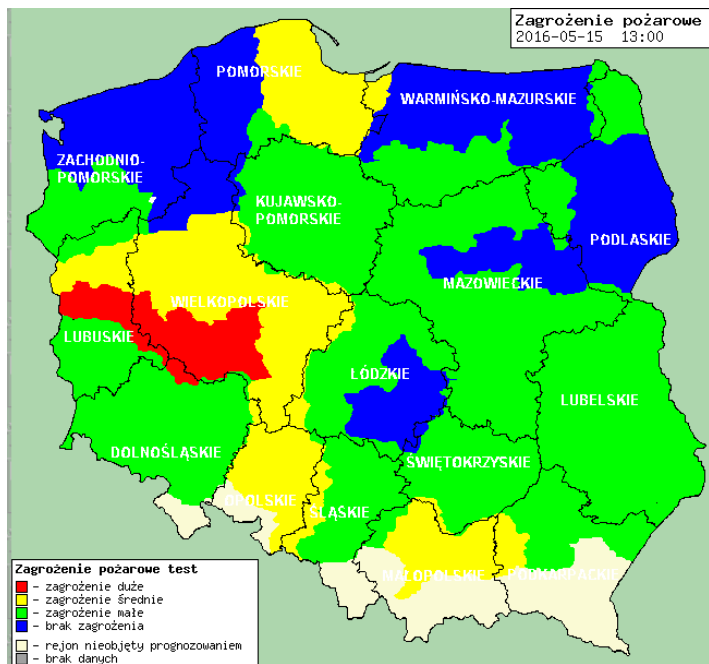 Zagrożenie pożarowe
2016-05-15 13:00
POMORSKIE
WARMIŃSKO-MAZURSKIE
ZACHODNIO-
POMORSKIE
KUJAWSKO-
POMORSKIE
PODLASKIE
MAZOWIECKIE
WIELKOPOLSKIE
LUBUSKIE
ŁÓDZKIE
LUBELSKIE
DOLNOŚLĄSKIE
ŚWIĘTOKRZYSKIE
OPOLSKIE
ŚLĄSKIE
MAŁOPOLSKIE
PODKARPACKIE
Zagrożenie pożarowe test
– zagrożenie duże
– zagrożenie średnie
– zagrożenie małe
– brak zagrożenia
– rejon nieobjęty prognozowaniem
– brak danych